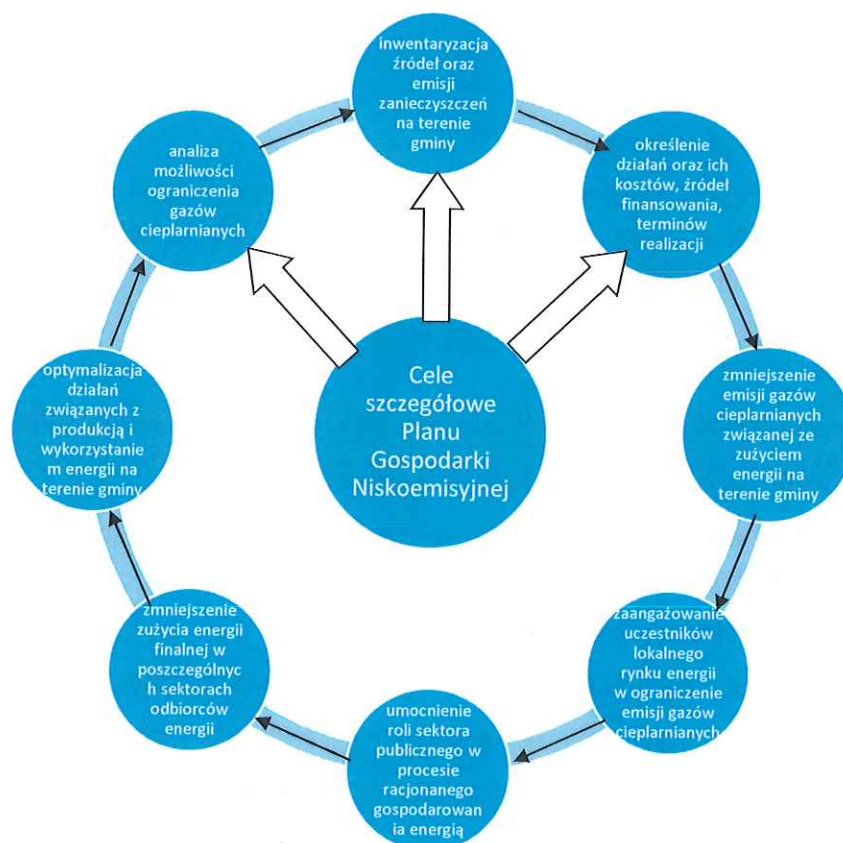 inwentaryzacja
źródeł oraz
emisji
zanieczyszczeń
na terenie
gminy
określenie
działań oraz ich
kosztów, źródeł
finansowania,
terminów
realizacji
zmniejszenie
emisji gazów
cieplarnianych
związanej ze
zużyciem
energii na
terenie gminy
zaangażowanie
uczestników
lokalnego
rynku energii
w ograniczenie
emisji gazów
cieplarnianych
umocnienie
roli sektora
publicznego w
procesie
racjonanego
gospodarowan
ia energią
zmniejszenie
zużycia energii
finalnej w
poszczególnyc
h sektorach
odbiorców
energii
optymalizacja
działań
związanych z
produkcją i
wykorzystanie
m energii na
terenie gminy
analiza
możliwości
ograniczenia
gazów
cieplarnianych
Cele
szczegółowe
Planu
Gospodarki
Niskoemisyjnej